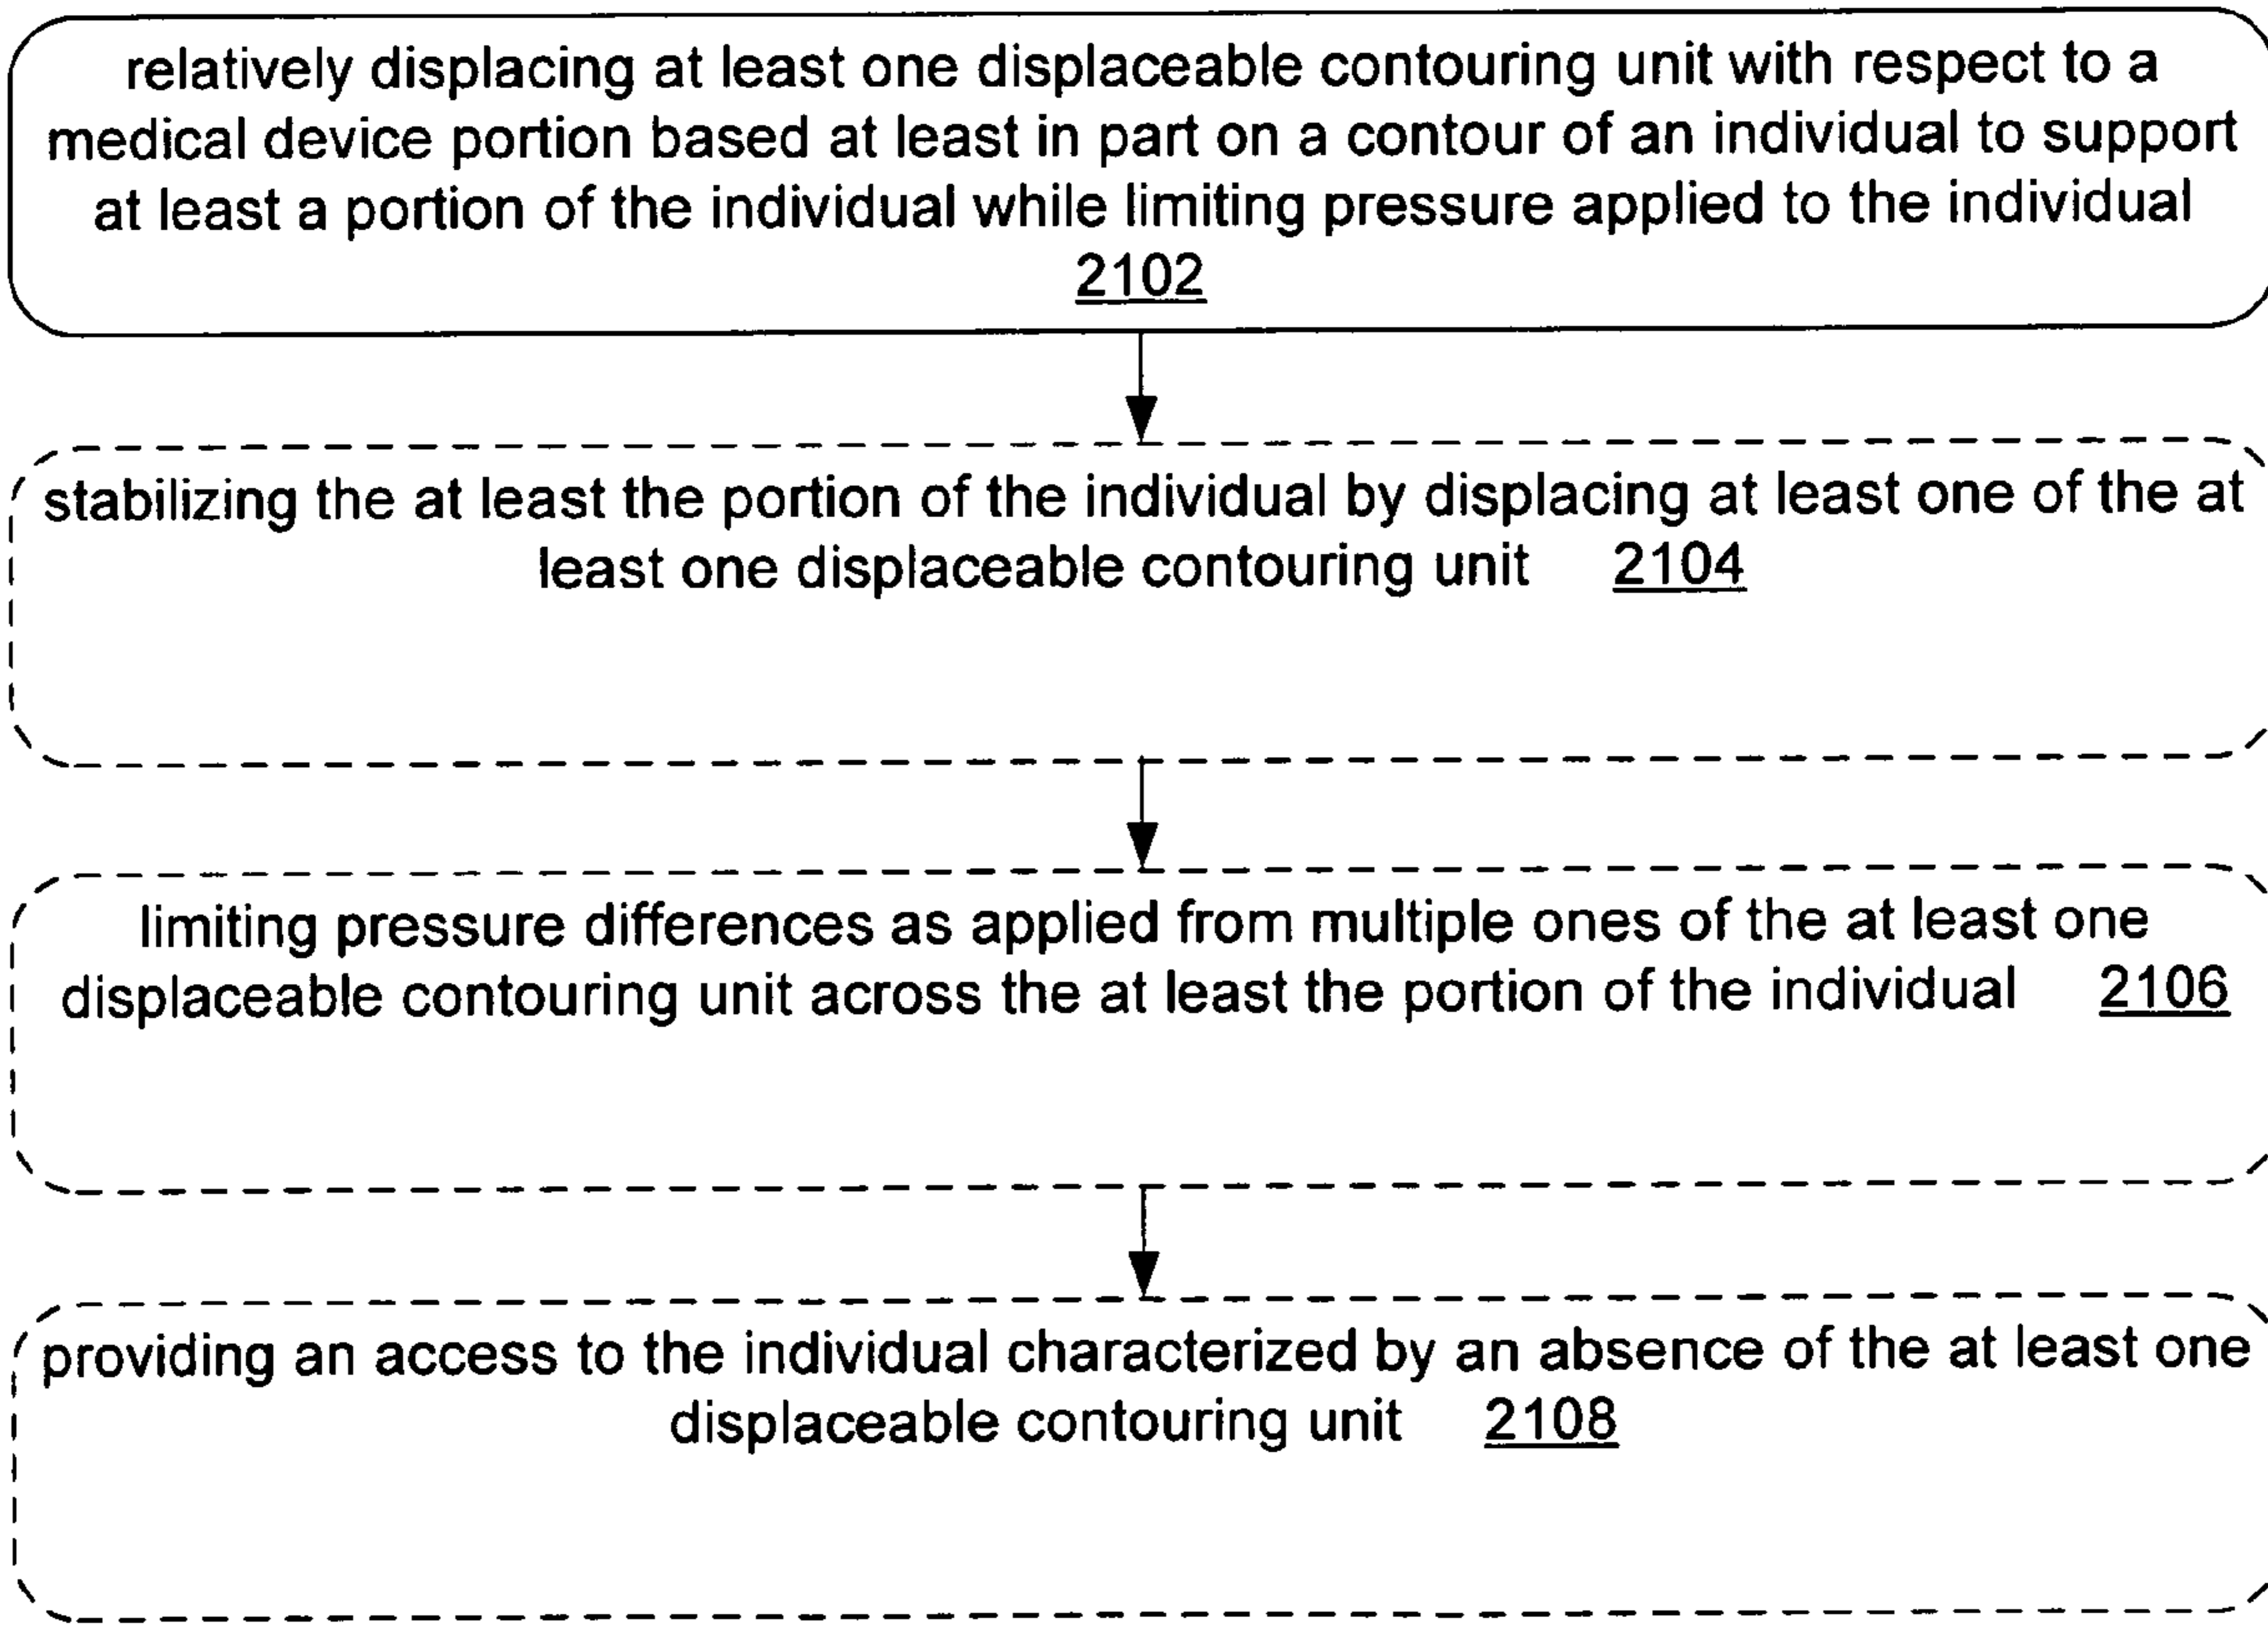 relatively displacing at least one displaceable contouring unit with respect to a
medical device portion based at least in part on a contour of an individual to support
at least a portion of the individual while limiting pressure applied to the individual
2102
stabilizing the at least the portion of the individual by displacing at least one of the at
least one displaceable contouring unit 2104
limiting pressure differences as applied from multiple ones of the at least one
displaceable contouring unit across the at least the portion of the individual 2106
providing an access to the individual characterized by an absence of the at least one
displaceable contouring unit 2108